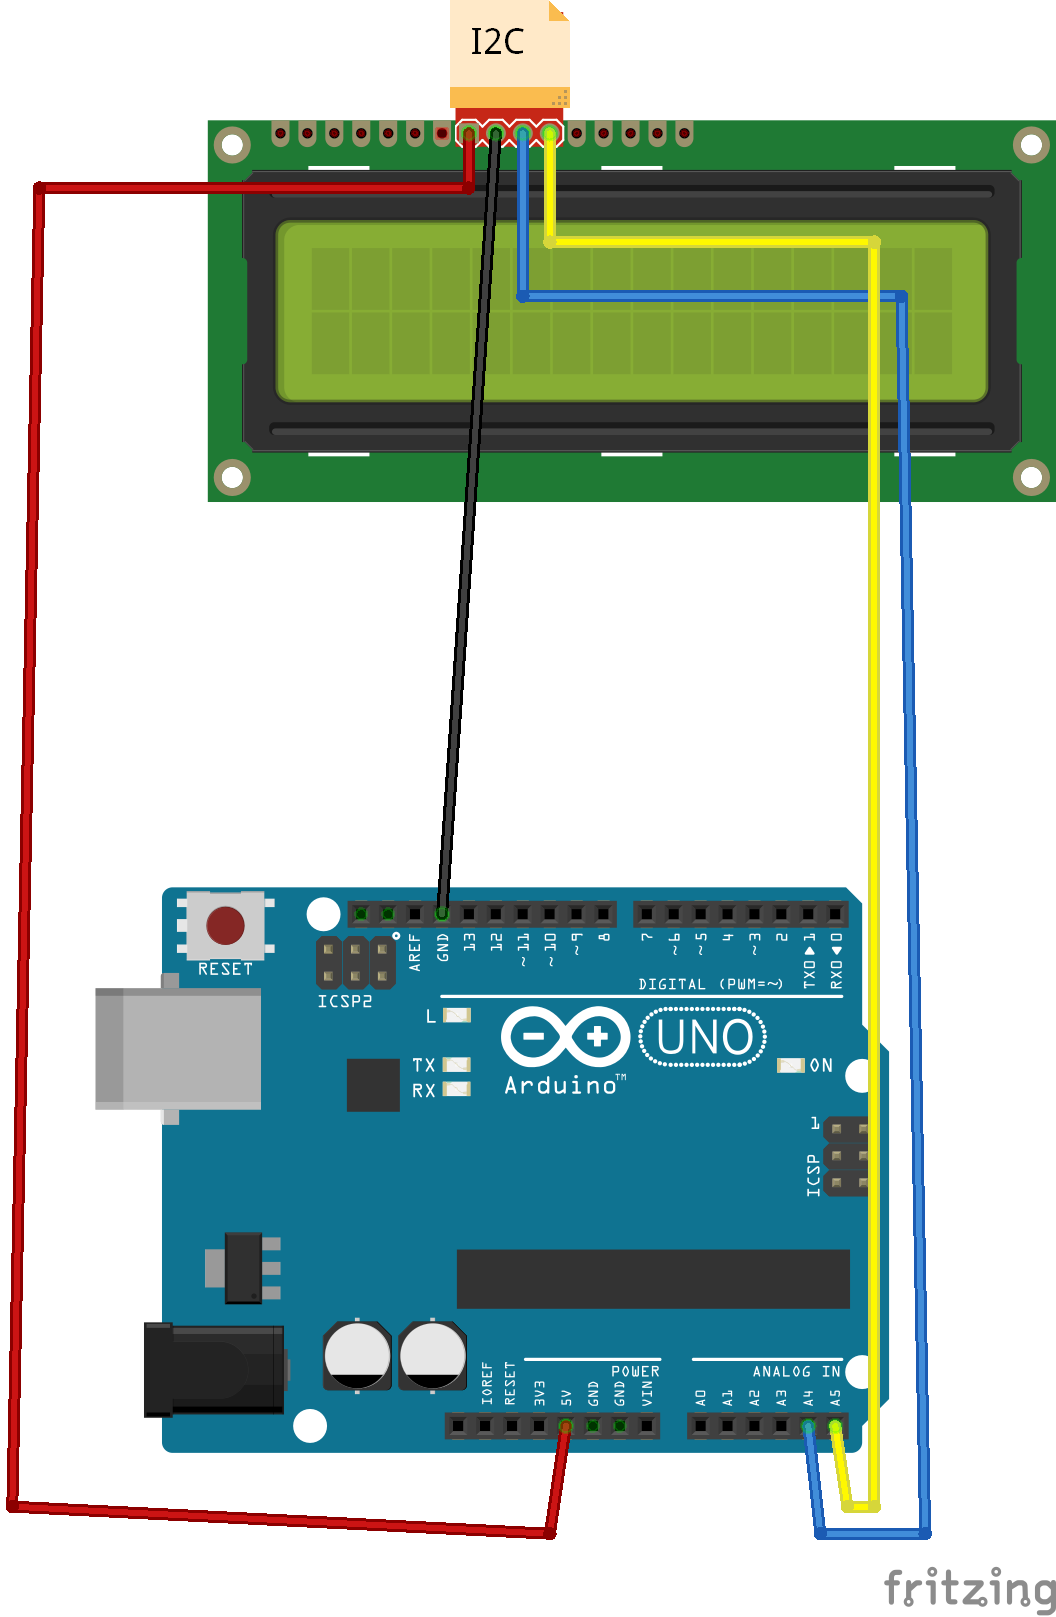 I2C
RESET
ICSP2
AREF
GND
13
12
~11
~10
~9
8
7
~6
~5
4
~3
2
TX0▶1
RX0◀0
DIGITAL (PWM=~)
L
TX
RX
Arduino™
UNO
ON
1
ICSP
POWER
ANALOG IN
IOREF
RESET
3V3
5V
GND
GND
VIN
A0
A1
A2
A3
A4
A5
fritzing